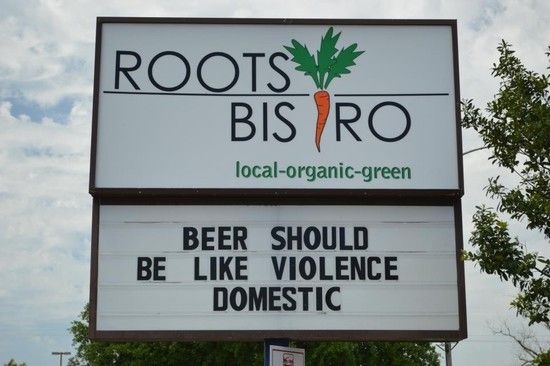 ROOTS
BISTRO
local-organic-green
BEER SHOULD
BE LIKE VIOLENCE
DOMESTIC